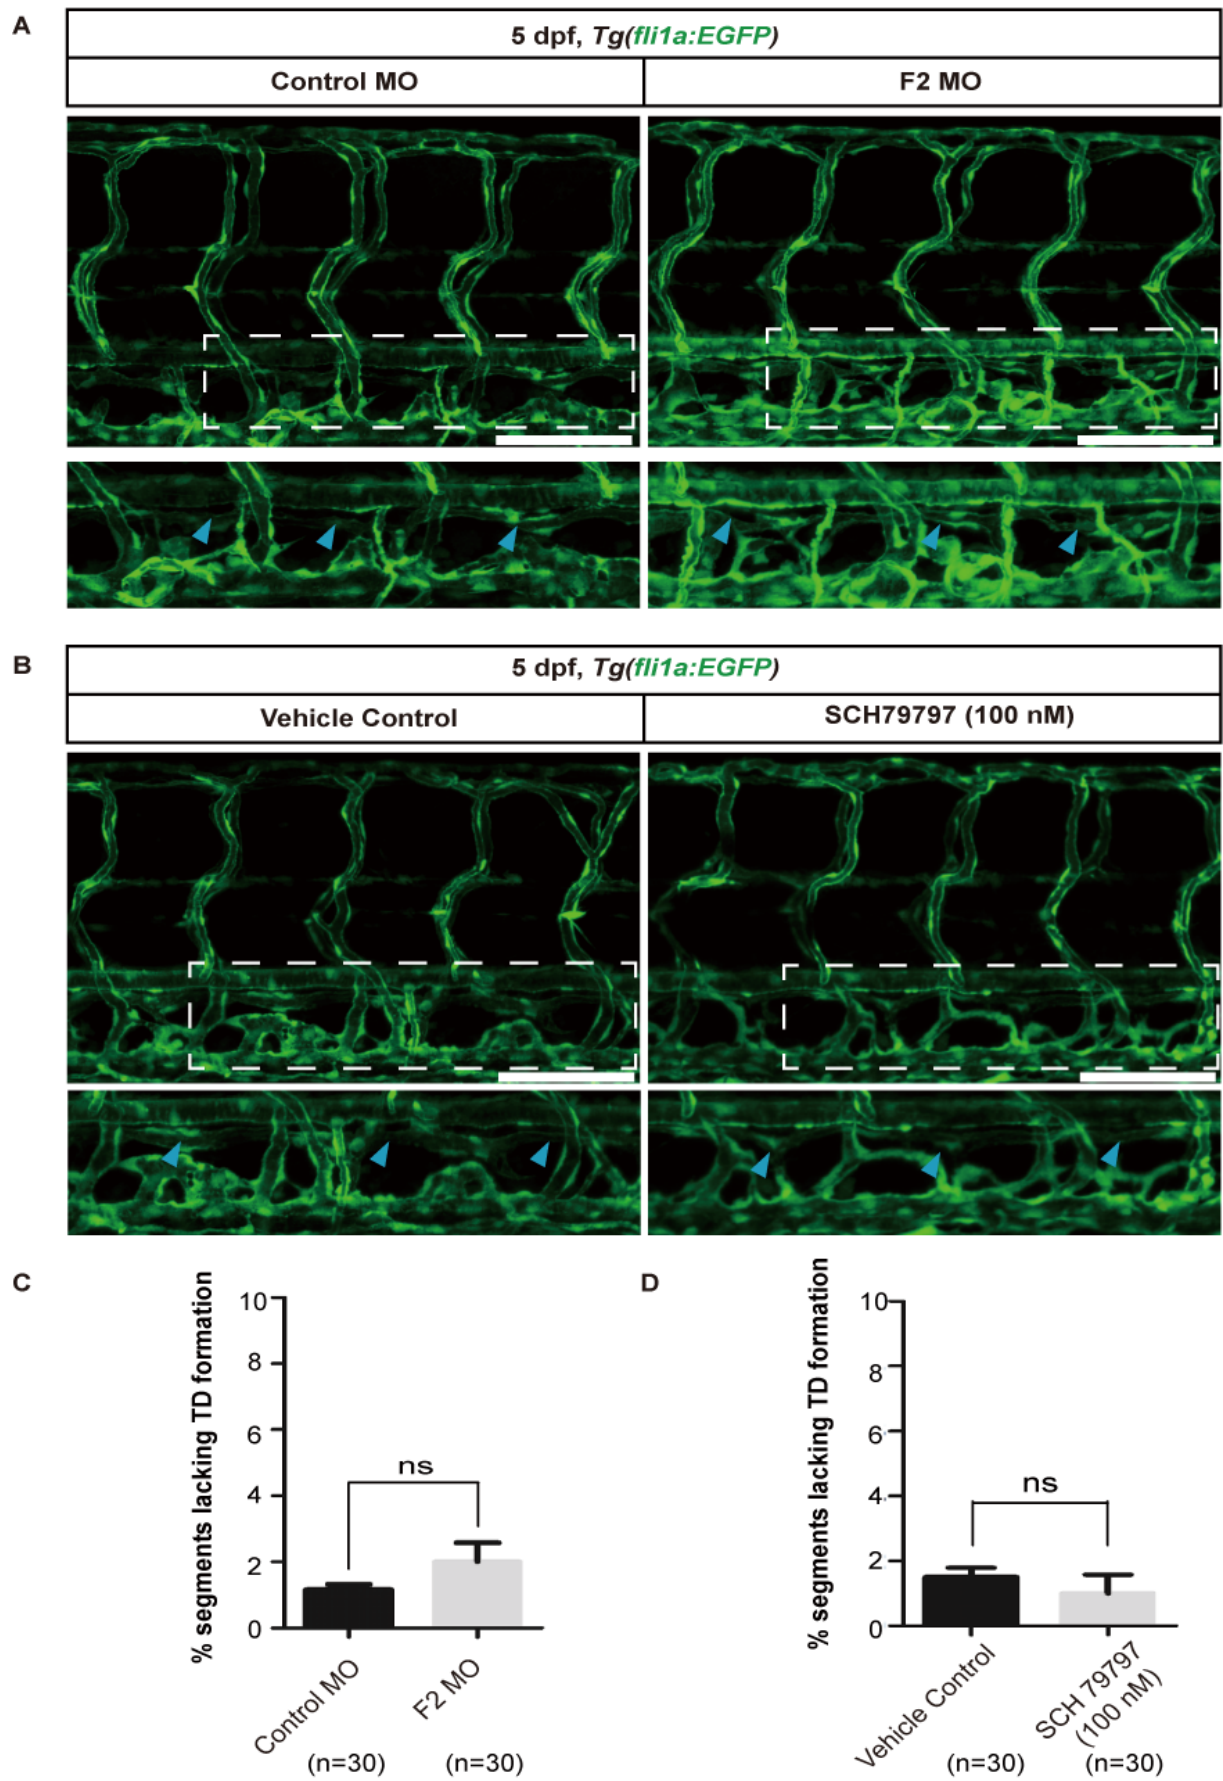 A
5 dpf, Tg(fli1a:EGFP)
Control MO
F2 MO
B
5 dpf, Tg(fli1a:EGFP)
Vehicle Control
SCH79797 (100 nM)
C
% segments lacking TD formation
10
8
6
4
2
0
ns
Control MO
F2 MO
(n=30)
(n=30)
D
% segments lacking TD formation
10
8
6
4
2
0
ns
Vehicle Control
SCH 79797
(100 nM)
(n=30)
(n=30)